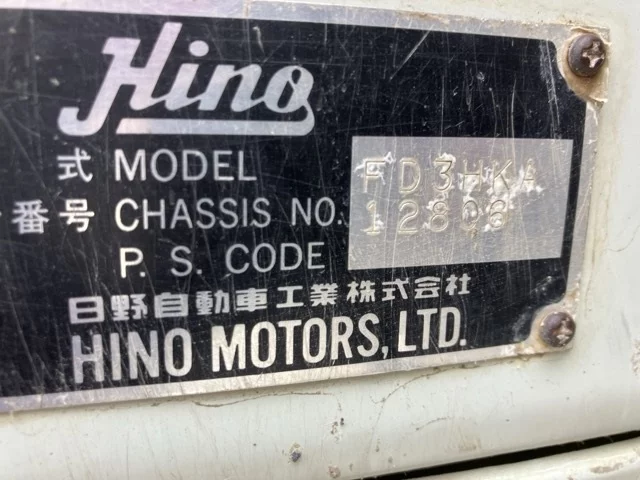 Hino
式 MODEL FD3HKA
番号 CHASSIS NO. 12808
P. S. CODE
日野自動車工業株式会社
HINO MOTORS, LTD.